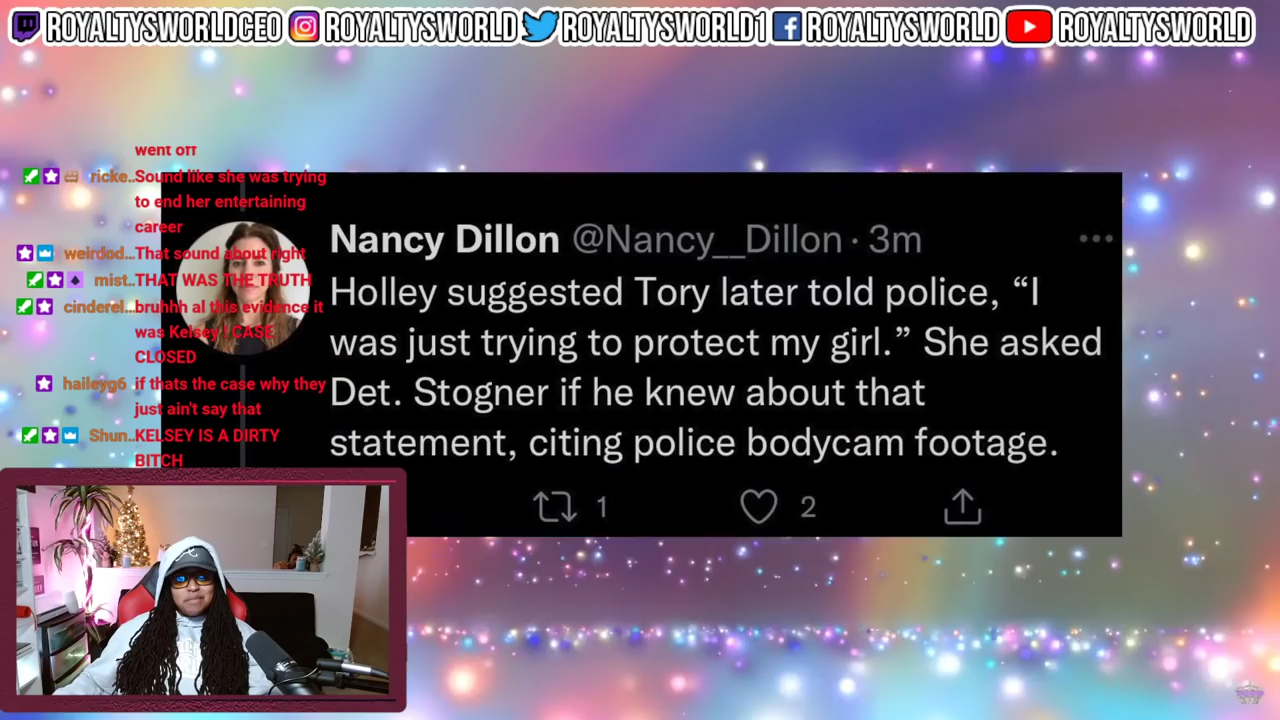 ROYALTYSWORLDCEO ROYALTYSWORLD ROYALTYSWORLD1 ROYALTYSWORLD ROYALTYSWORLD
went off
ricke.. Sound like she was trying
to end her entertaining
career
weirdod... That sound about right
mist.. THAT WAS THE TRUTH
cinderel... bruhhh al this evidence it
was Kelsey ! CASE
CLOSED
haileyg6 if thats the case why they
just ain't say that
Shun.. KELSEY IS A DIRTY
BITCH
Nancy Dillon @Nancy__Dillon · 3m
Holley suggested Tory later told police, “I
was just trying to protect my girl.” She asked
Det. Stogner if he knew about that
statement, citing police bodycam footage.
1 2